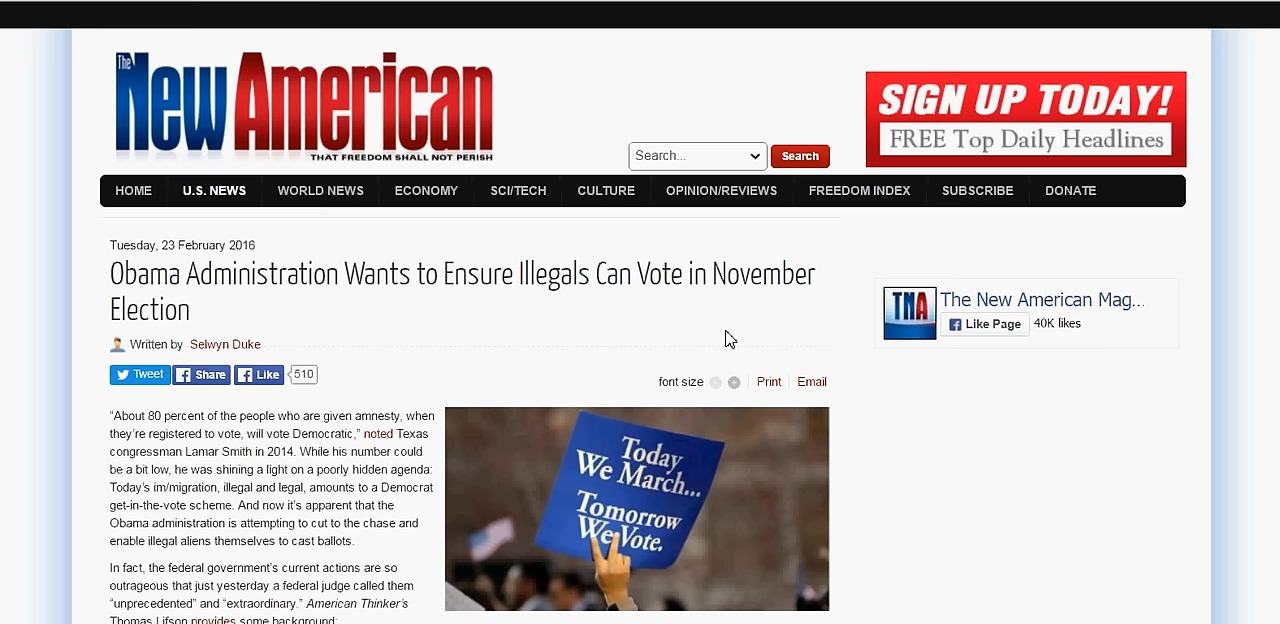 The New American
THAT FREEDOM SHALL NOT PERISH
SIGN UP TODAY!
FREE Top Daily Headlines
Search...
Search
HOME U.S. NEWS WORLD NEWS ECONOMY SCI/TECH CULTURE OPINION/REVIEWS FREEDOM INDEX SUBSCRIBE DONATE
Tuesday, 23 February 2016
Obama Administration Wants to Ensure Illegals Can Vote in November
Election
Written by Selwyn Duke
Tweet Share Like 510
font size Print Email
“About 80 percent of the people who are given amnesty, when
they’re registered to vote, will vote Democratic,” noted Texas
congressman Lamar Smith in 2014. While his number could
be a bit low, he was shining a light on a poorly hidden agenda:
Today’s im/migration, illegal and legal, amounts to a Democrat
get-in-the-vote scheme. And now it’s apparent that the
Obama administration is attempting to cut to the chase and
enable illegal aliens themselves to cast ballots.
In fact, the federal government’s current actions are so
outrageous that just yesterday a federal judge called them
“unprecedented” and “extraordinary.” American Thinker’s
Thomas Lifson provides some background:
Today
We March...
Tomorrow
We Vote.
TNA
The New American Mag...
Like Page 40K likes